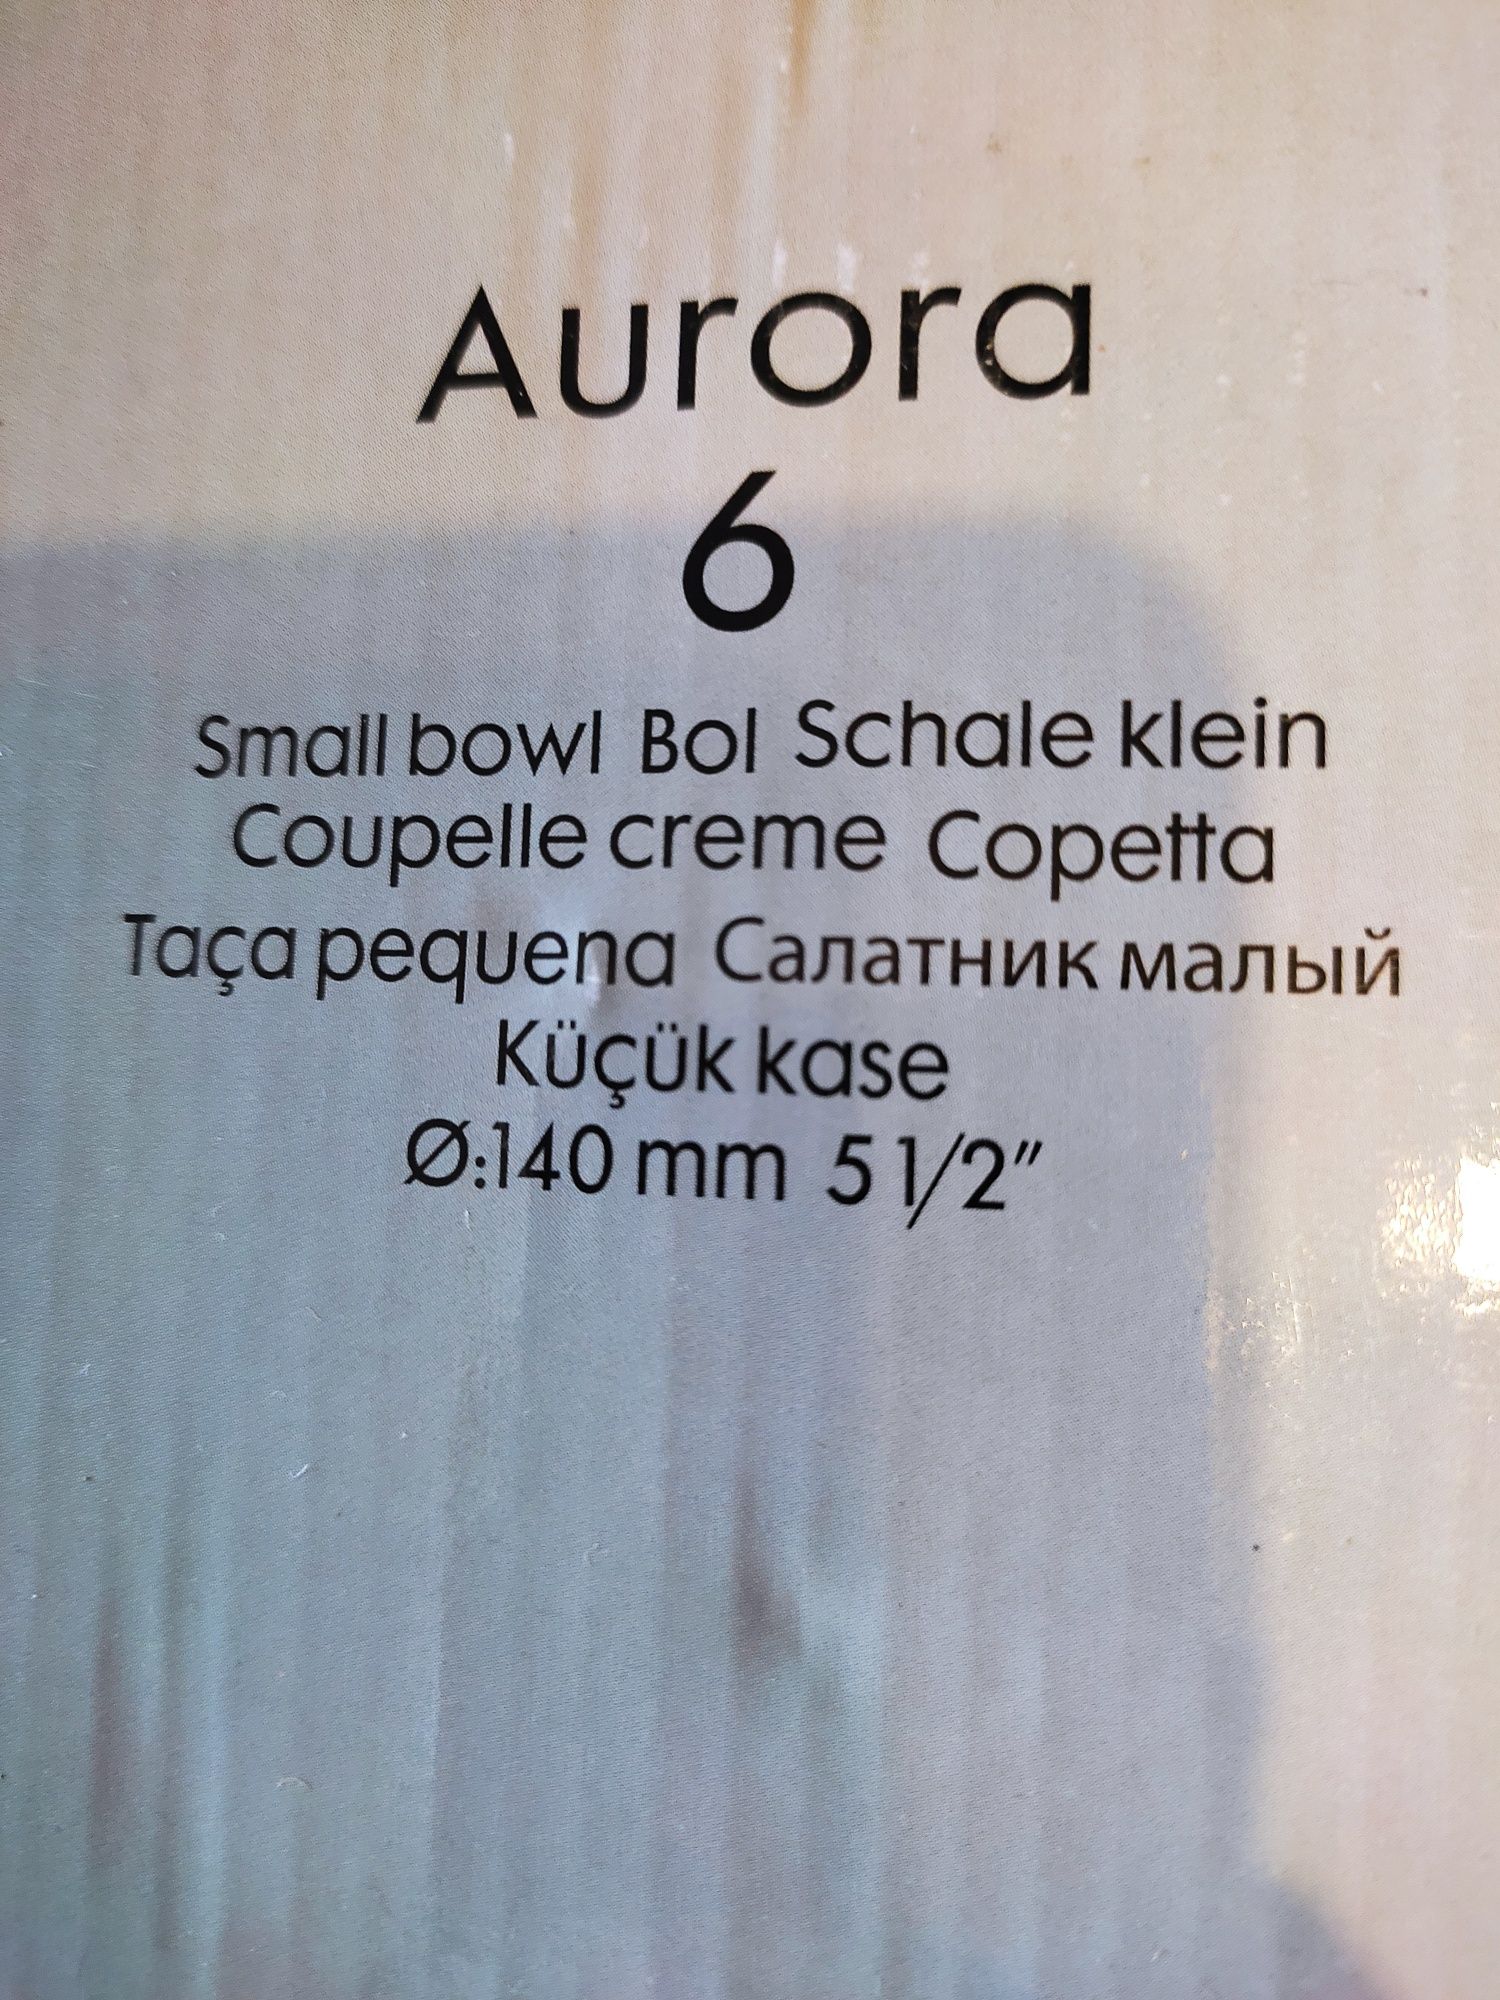 Aurora
6
Small bowl Bol Schale klein
Coupelle creme Copetta
Taça pequena Салатник малый
Küçük kase
Ø:140 mm 5 1/2"